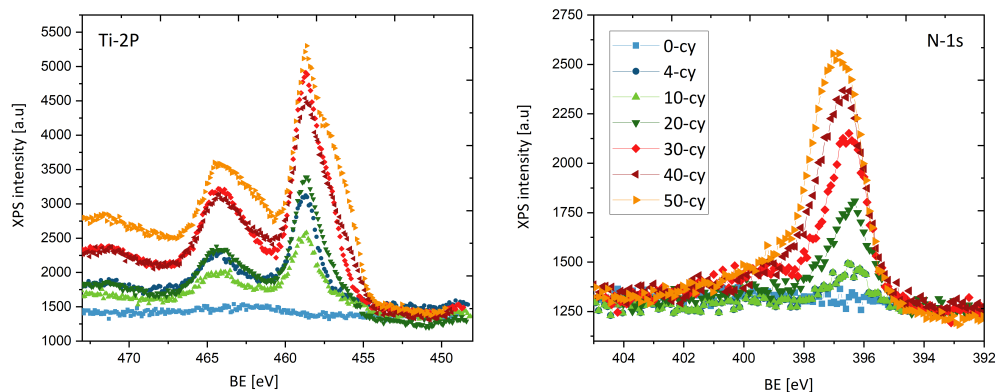 Ti-2P
XPS intensity [a.u]
5500
5000
4500
4000
3500
3000
2500
2000
1500
1000
470
465
460
455
450
BE [eV]
N-1s
XPS intensity [a.u]
2750
2500
2250
2000
1750
1500
1250
0-cy
4-cy
10-cy
20-cy
30-cy
40-cy
50-cy
404
402
400
398
396
394
392
BE [eV]